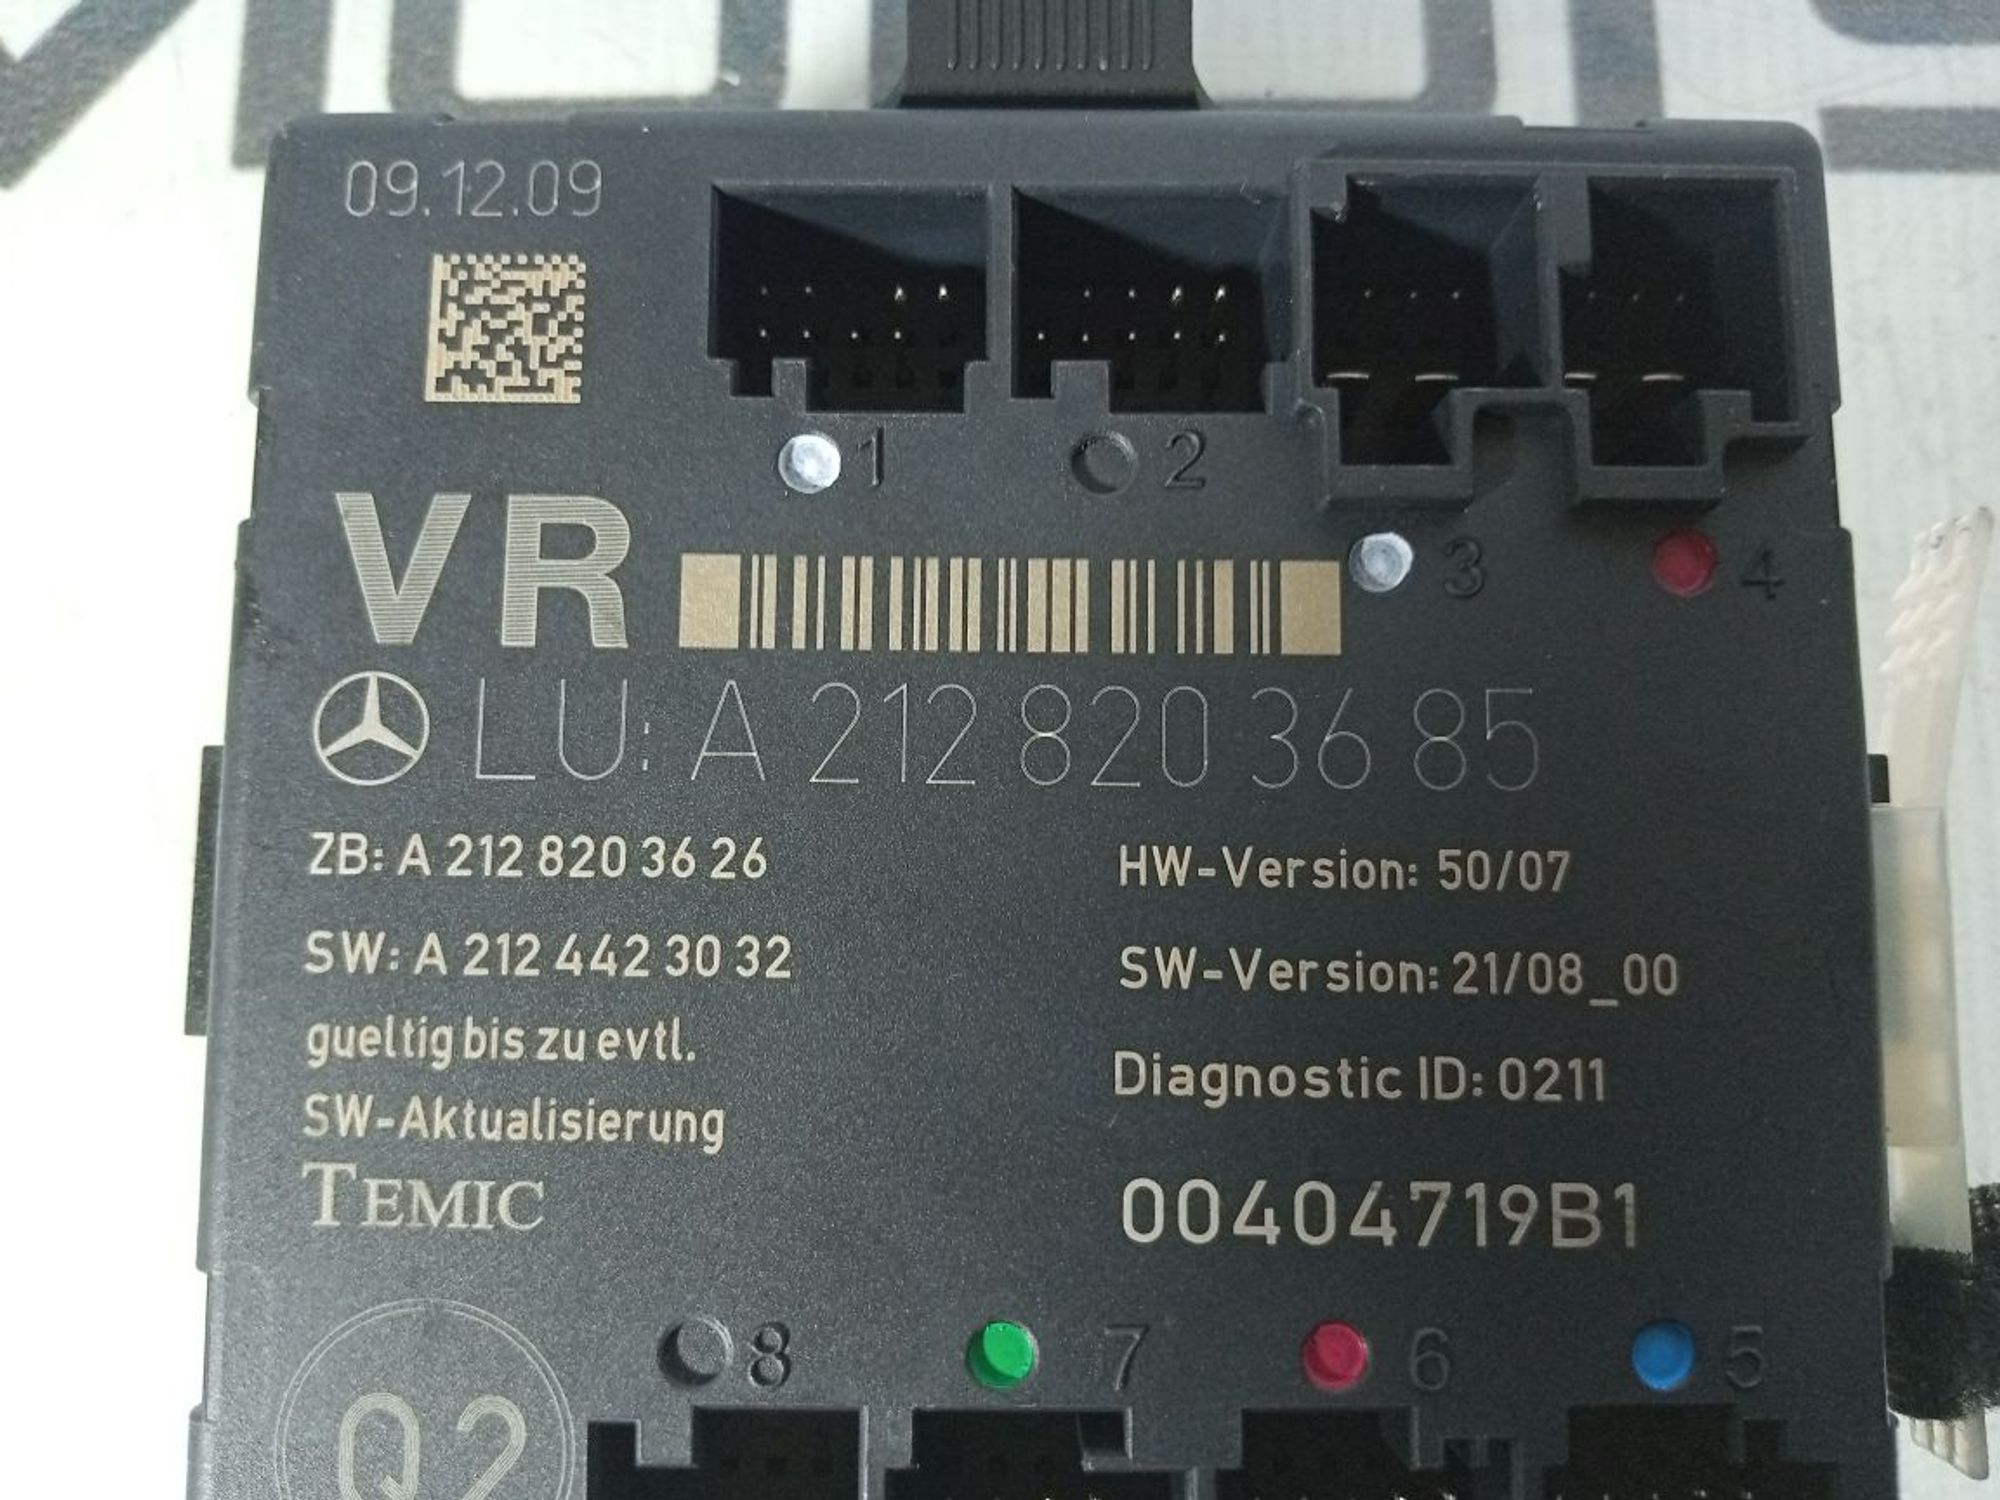 09.12.09
1
2
VR
3
4
LU: A 212 820 36 85
ZB: A 212 820 36 26
HW-Version: 50/07
SW: A 212 442 30 32
SW-Version: 21/08_00
gueltig bis zu evtl.
Diagnostic ID: 0211
SW-Aktualisierung
TEMIC
00404719B1
8
7
6
5
Q2